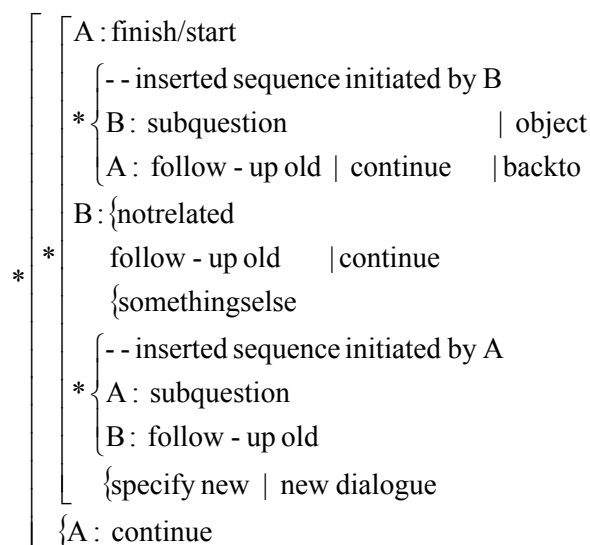 A : finish/start
- - inserted sequence initiated by B
* { B : subquestion | object
A : follow - up old | continue | backto
B : {notrelated
* follow - up old | continue
*
{somethingselse
- - inserted sequence initiated by A
* { A : subquestion
B : follow - up old
{specify new | new dialogue
{A : continue